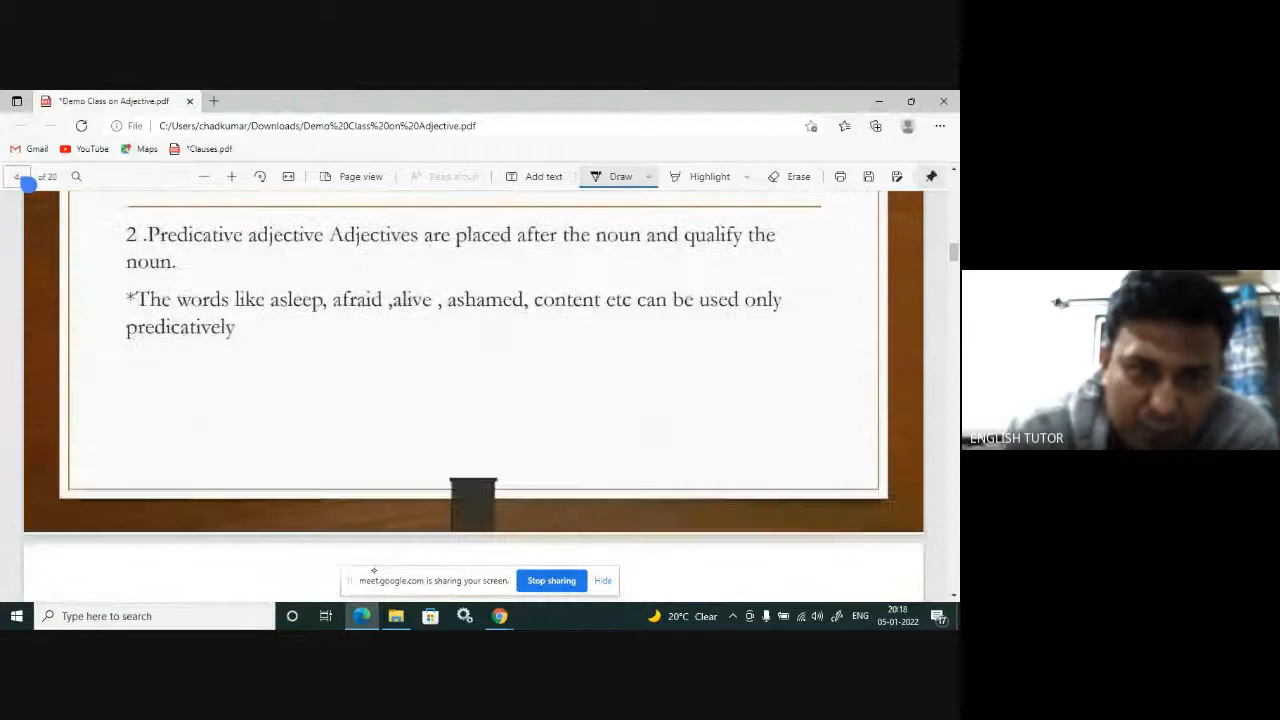 *Demo Class on Adjective.pdf
File
C:/Users/chadkumar/Downloads/Demo%20Class%20on%20Adjective.pdf
Gmail
YouTube
Maps
*Clauses.pdf
4
of 20
Page view
Read aloud
Add text
Draw
Highlight
Erase
2 .Predicative adjective Adjectives are placed after the noun and qualify the
noun.
*The words like asleep, afraid ,alive , ashamed, content etc can be used only
predicatively
ENGLISH TUTOR
meet.google.com is sharing your screen.
Stop sharing
Hide
Type here to search
20°C Clear
ENG
20:18
05-01-2022
17